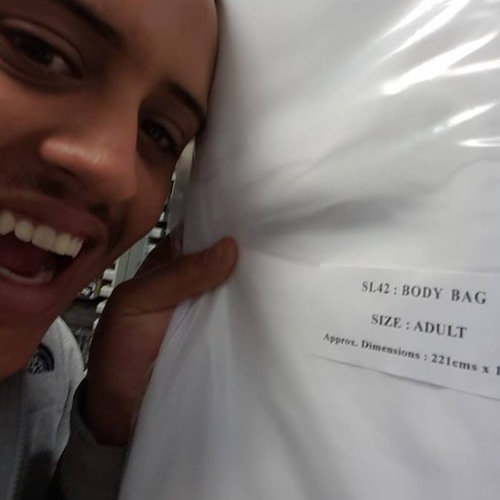 SL42 : BODY BAG
SIZE : ADULT
Approx. Dimensions : 221cms x